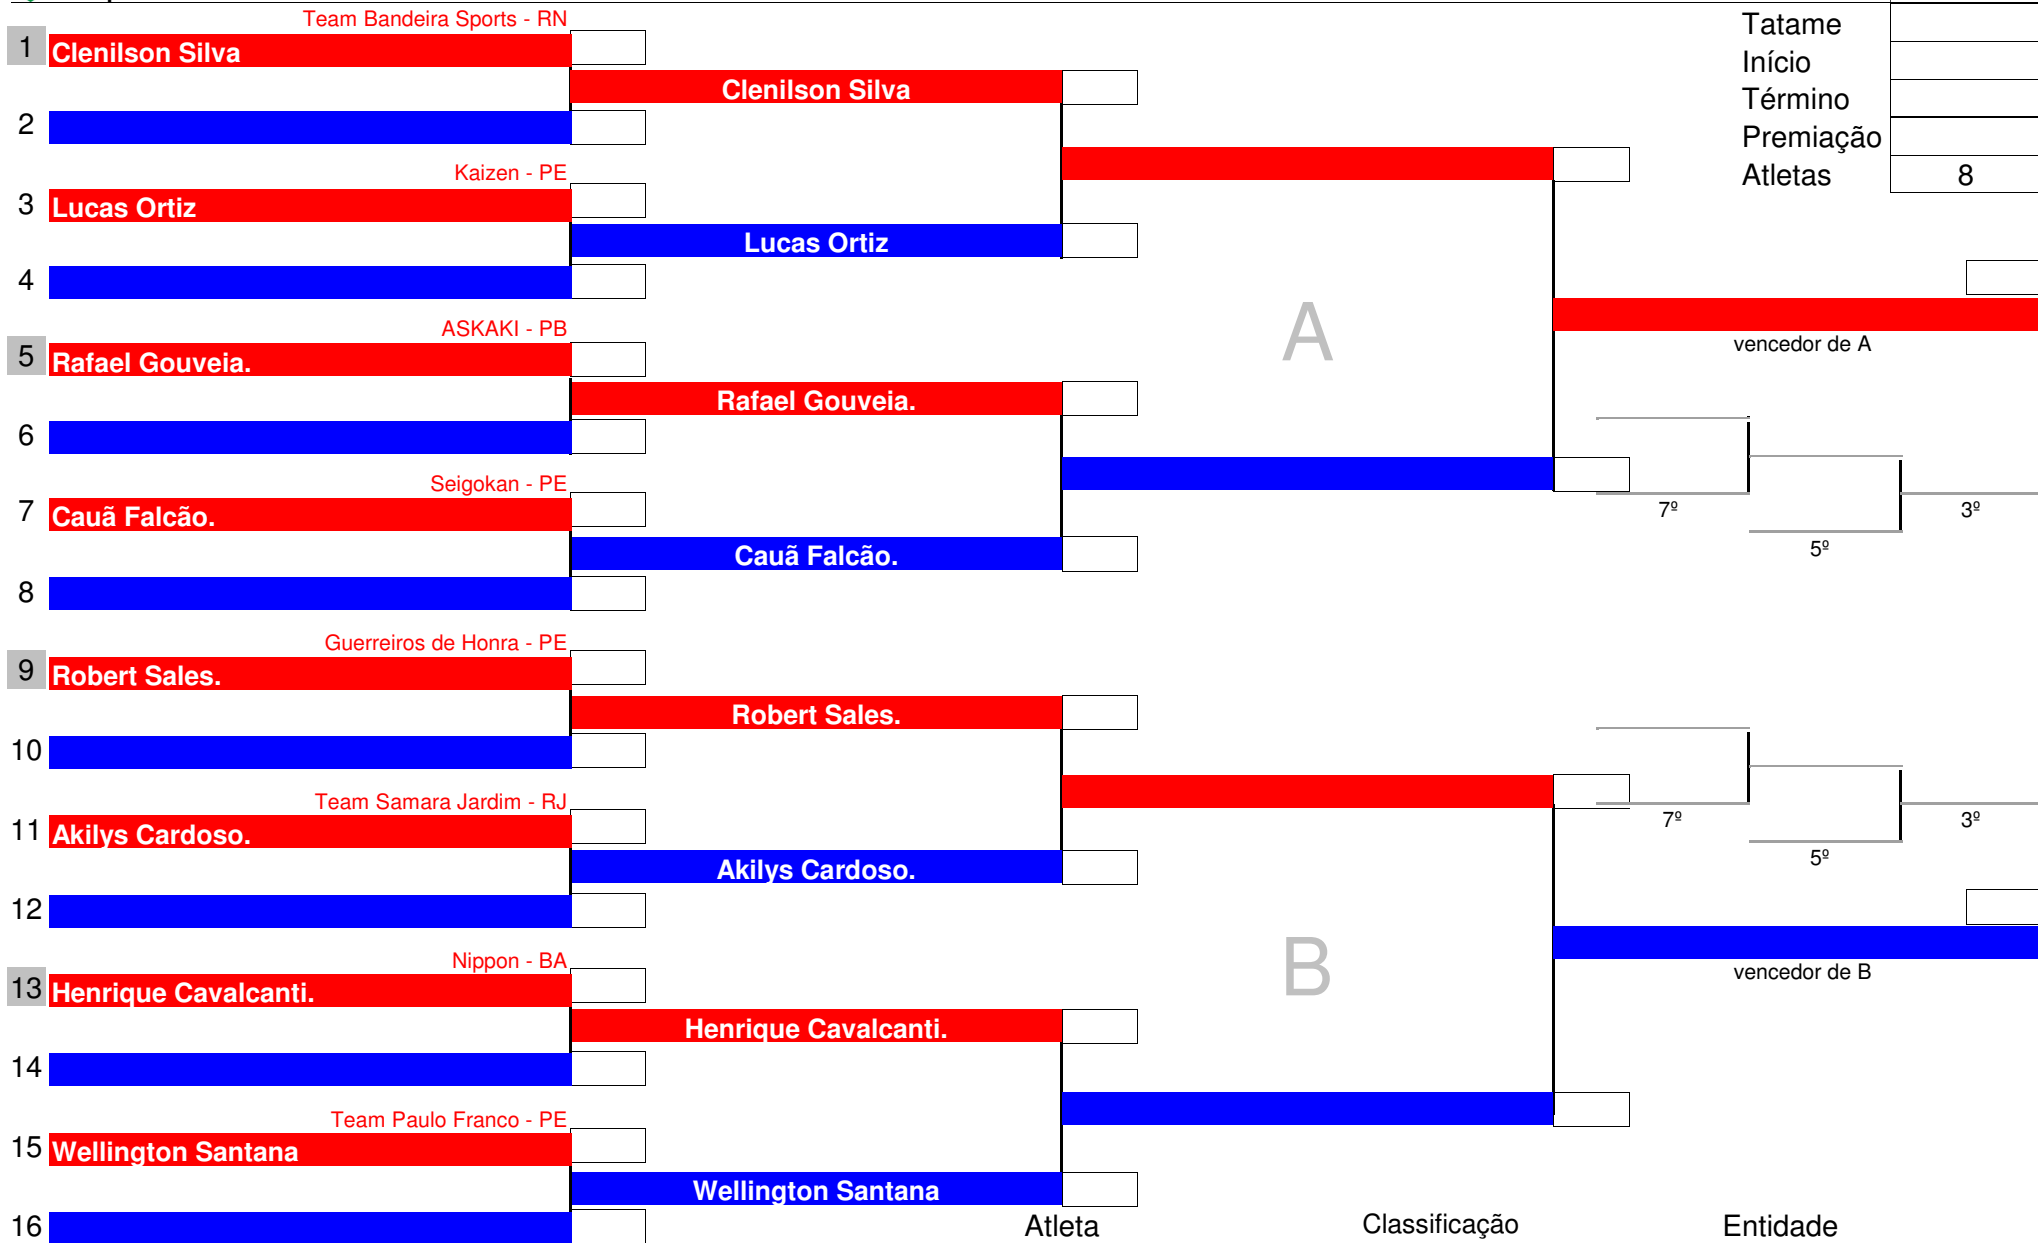 Team Bandeira Sports - RN
Tatame
1 Clenilson Silva
Início
Clenilson Silva
Término
2
Premiação
Kaizen - PE
Atletas 8
3 Lucas Ortiz
Lucas Ortiz
4
ASKAKI - PB
A
vencedor de A
5 Rafael Gouveia.
Rafael Gouveia.
6
Seigokan - PE
7º 3º
7 Cauã Falcão.
5º
Cauã Falcão.
8
Guerreiros de Honra - PE
9 Robert Sales.
Robert Sales.
10
Team Samara Jardim - RJ
7º 3º
11 Akilys Cardoso.
5º
Akilys Cardoso.
12
Nippon - BA
B
vencedor de B
13 Henrique Cavalcanti.
Henrique Cavalcanti.
14
Team Paulo Franco - PE
15 Wellington Santana
Wellington Santana
16
Atleta Classificação Entidade